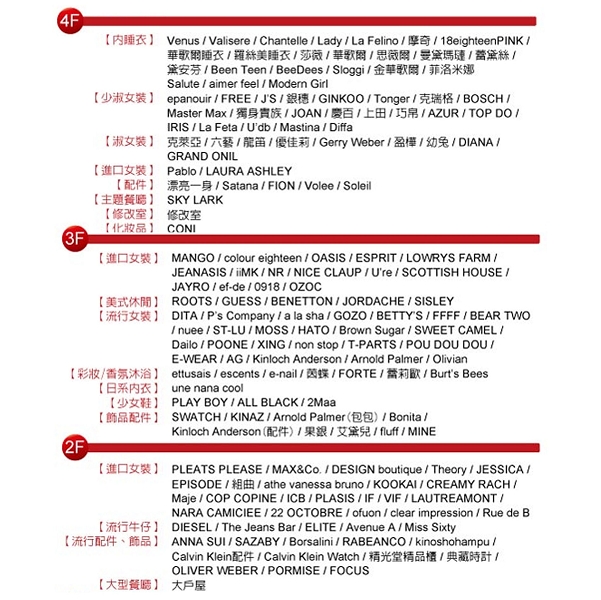 4F
【內睡衣】 Venus / Valisere / Chantelle / Lady / La Felino / 摩奇 / 18eighteenPINK /
華歌爾睡衣 / 羅絲美睡衣 / 莎薇 / 華歌爾 / 思薇爾 / 曼黛瑪璉 / 蕾黛絲 /
黛安芬 / Been Teen / BeeDees / Sloggi / 金華歌爾 / 菲洛米娜
Salute / aimer feel / Modern Girl
【少淑女裝】 epanouir / FREE / J'S / 銀穗 / GINKOO / Tonger / 克瑞格 / BOSCH /
Master Max / 獨身貴族 / JOAN / 慶百 / 上田 / 巧帛 / AZUR / TOP DO /
IRIS / La Feta / U'db / Mastina / Diffa
【淑女裝】 克萊亞 / 六藝 / 龍笛 / 優佳莉 / Gerry Weber / 盈樺 / 幼兔 / DIANA /
GRAND ONIL
【進口女裝】 Pablo / LAURA ASHLEY
【配件】 漂亮一身 / Satana / FION / Volee / Soleil
【主題餐廳】 SKY LARK
【修改室】 修改室
【化妝品】 CONI
3F
【進口女裝】 MANGO / colour eighteen / OASIS / ESPRIT / LOWRYS FARM /
JEANASIS / iiMK / NR / NICE CLAUP / U're / SCOTTISH HOUSE /
JAYRO / ef-de / 0918 / OZOC
【美式休閒】 ROOTS / GUESS / BENETTON / JORDACHE / SISLEY
【流行女裝】 DITA / P's Company / a la sha / GOZO / BETTY'S / FFFF / BEAR TWO
/ nuee / ST-LU / MOSS / HATO / Brown Sugar / SWEET CAMEL /
Dailo / POONE / XING / non stop / T-PARTS / POU DOU DOU /
E-WEAR / AG / Kinloch Anderson / Arnold Palmer / Olivian
【彩妝/香氛沐浴】 ettusais / escents / e-nail / 茵蝶 / FORTE / 蕾莉歐 / Burt's Bees
【日系內衣】 une nana cool
【少女鞋】 PLAY BOY / ALL BLACK / 2Maa
【飾品配件】 SWATCH / KINAZ / Arnold Palmer（包包） / Bonita /
Kinloch Anderson（配件） / 果銀 / 艾黛兒 / fluff / MINE
2F
【進口女裝】 PLEATS PLEASE / MAX&Co. / DESIGN boutique / Theory / JESSICA /
EPISODE / 組曲 / athe vanessa bruno / KOOKAI / CREAMY RACH /
Maje / COP COPINE / ICB / PLASIS / IF / VIF / LAUTREAMONT /
NARA CAMICIEE / 22 OCTOBRE / ofuon / clear impression / Rue de B
【流行牛仔】 DIESEL / The Jeans Bar / ELITE / Avenue A / Miss Sixty
【流行配件、飾品】 ANNA SUI / SAZABY / Borsalini / RABEANCO / kinoshohampu /
Calvin Klein配件 / Calvin Klein Watch / 精光堂精品櫃 / 典藏時計 /
OLIVER WEBER / PORMISE / FOCUS
【大型餐廳】 大戶屋